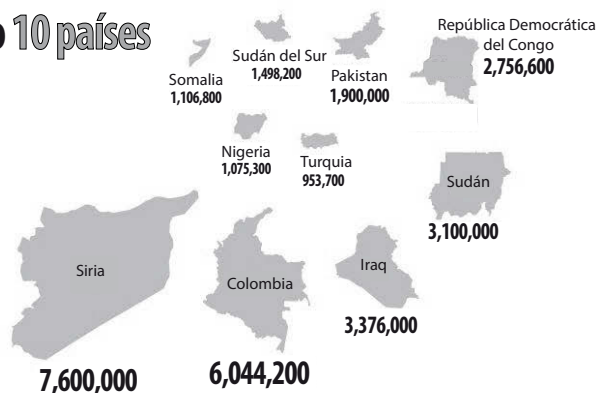 10 países
República Democrática
del Congo
2,756,600
Sudán del Sur
1,498,200
Somalia
1,106,800
Pakistan
1,900,000
Nigeria
1,075,300
Turquia
953,700
Sudán
3,100,000
Siria
7,600,000
Colombia
6,044,200
Iraq
3,376,000